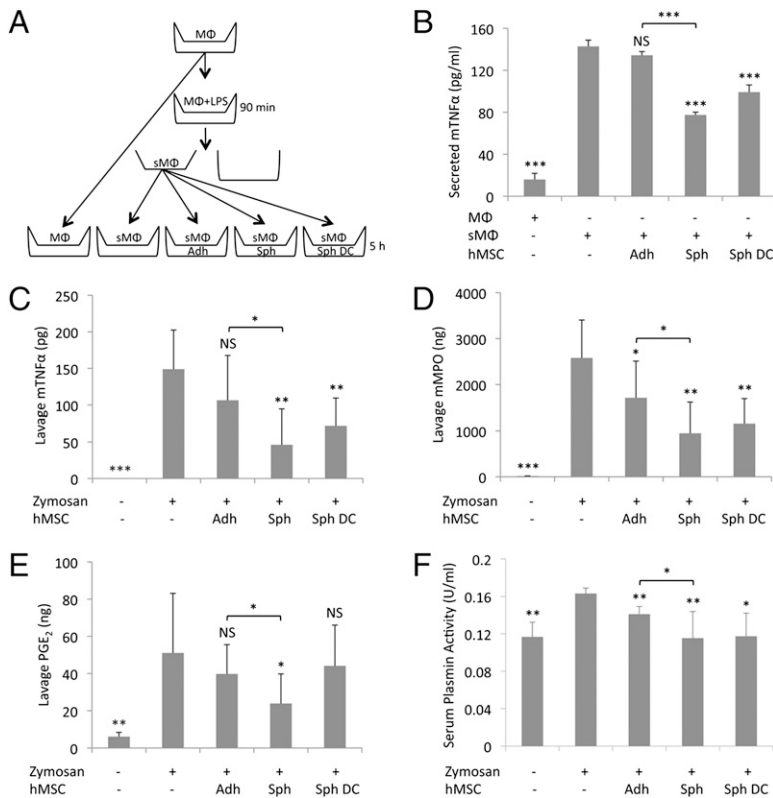 A
MΦ
MΦ+LPS 90 min
sMΦ
MΦ sMΦ sMΦ sMΦ sMΦ
Adh Sph Sph DC 5 h
B
Secreted mTNFα (pg/ml)
160
120
80
40
0
***
NS
***
***
***
MΦ + - - - -
sMΦ - + + + +
hMSC - - Adh Sph Sph DC
C
Lavage mTNFα (pg)
250
200
150
100
50
0
*
NS
**
**
***
Zymosan - + + + +
hMSC - - Adh Sph Sph DC
D
Lavage mMPO (ng)
4000
3000
2000
1000
0
*
*
**
**
***
Zymosan - + + + +
hMSC - - Adh Sph Sph DC
E
Lavage PGE₂ (ng)
100
80
60
40
20
0
*
NS
NS
*
**
Zymosan - + + + +
hMSC - - Adh Sph Sph DC
F
Serum Plasmin Activity (U/ml)
0.2
0.16
0.12
0.08
0.04
0
*
**
**
**
*
Zymosan - + + + +
hMSC - - Adh Sph Sph DC